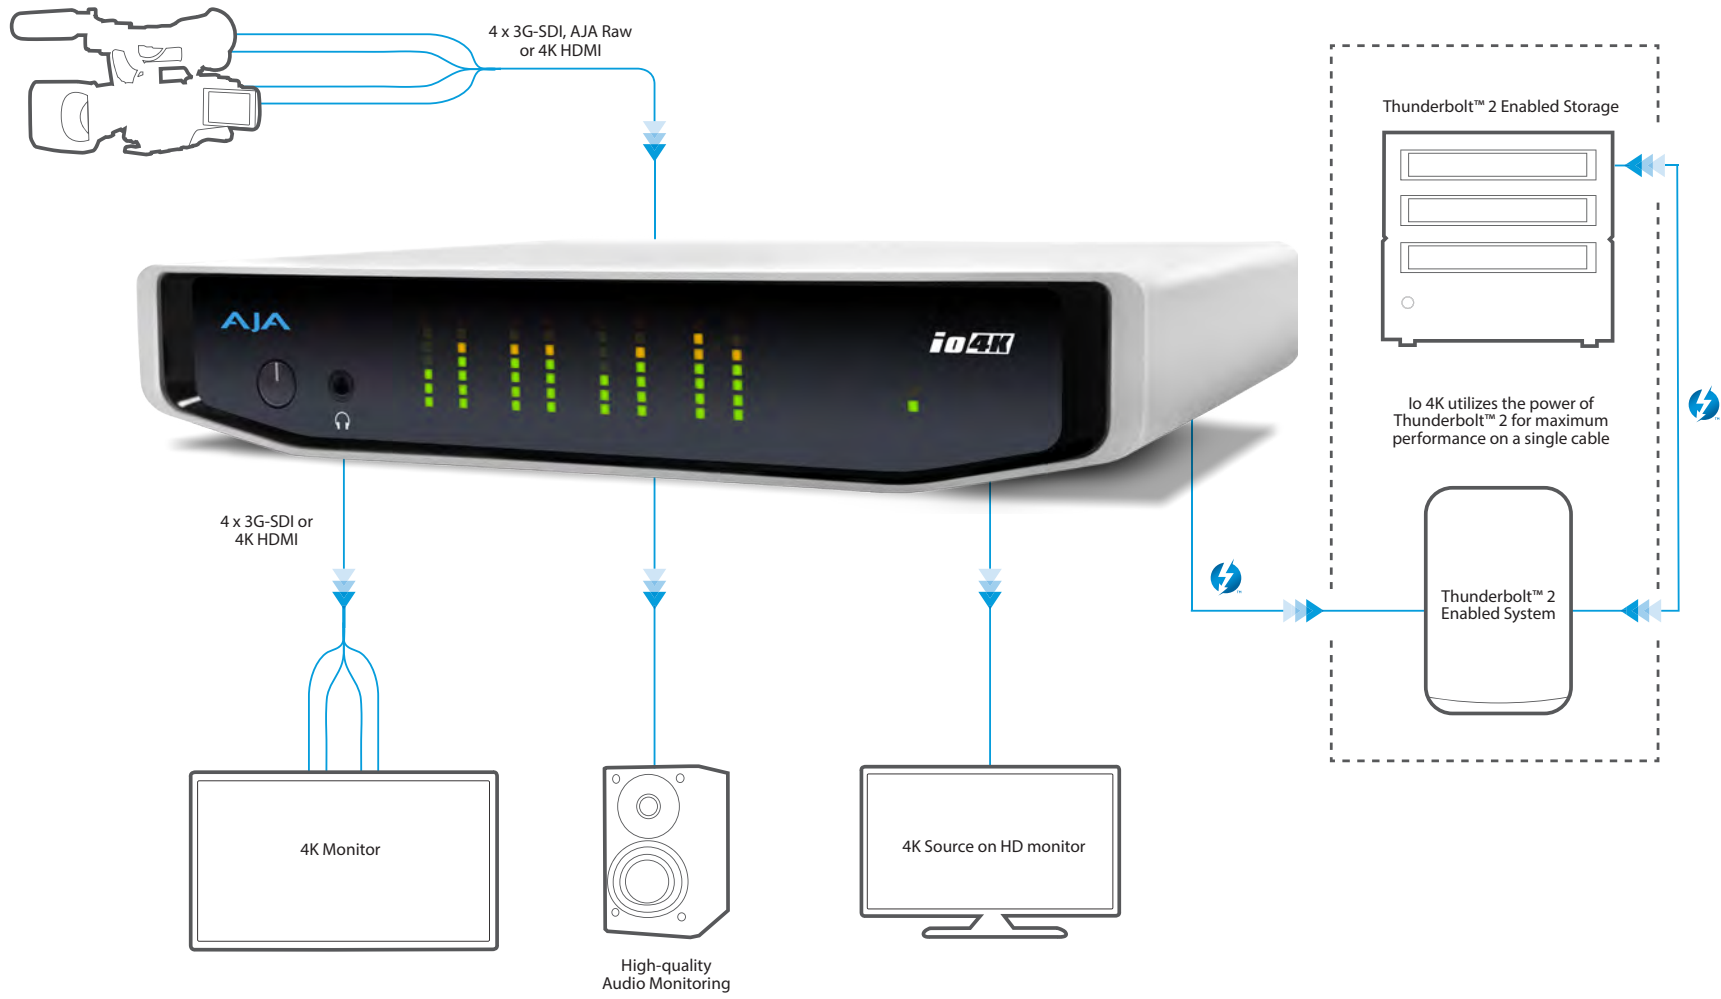 4 x 3G-SDI, AJA Raw
or 4K HDMI
Thunderbolt™ 2 Enabled Storage
AJA
io4K
Io 4K utilizes the power of
Thunderbolt™ 2 for maximum
performance on a single cable
4 x 3G-SDI or
4K HDMI
Thunderbolt™ 2
Enabled System
4K Monitor
4K Source on HD monitor
High-quality
Audio Monitoring